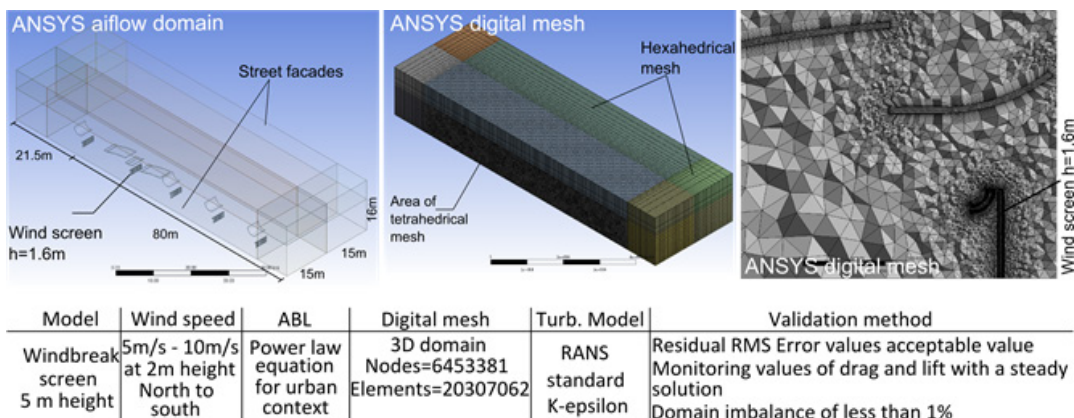 ANSYS aiflow domain
Street facades
21.5m
Wind screen
h=1.6m
80m
15m
15m
16m
ANSYS digital mesh
Hexahedrical
mesh
Area of
tetrahedrical
mesh
ANSYS digital mesh
Wind screen h=1.6m
Model Wind speed ABL Digital mesh Turb. Model Validation method
Windbreak
screen
5 m height
5m/s - 10m/s
at 2m height
North to
south
Power law
equation
for urban
context
3D domain
Nodes=6453381
Elements=20307062
RANS
standard
K-epsilon
Residual RMS Error values acceptable value
Monitoring values of drag and lift with a steady
solution
Domain imbalance of less than 1%